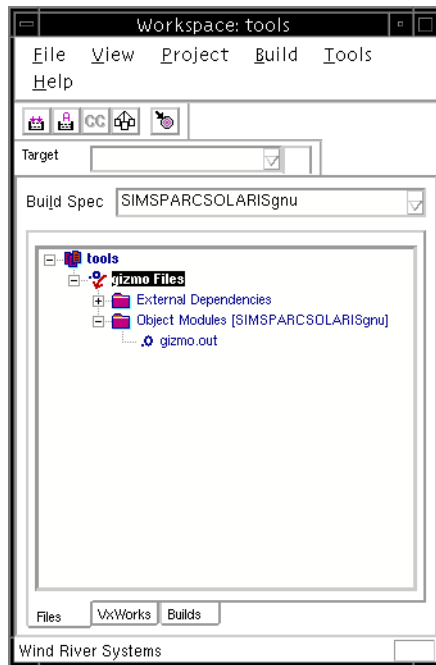 Workspace: tools
File View Project Build Tools
Help
CC
Target
Build Spec SIMSPARCSOLARISgnu
tools
gizmo Files
External Dependencies
Object Modules [SIMSPARCSOLARISgnu]
.o gizmo.out
Files VxWorks Builds
Wind River Systems